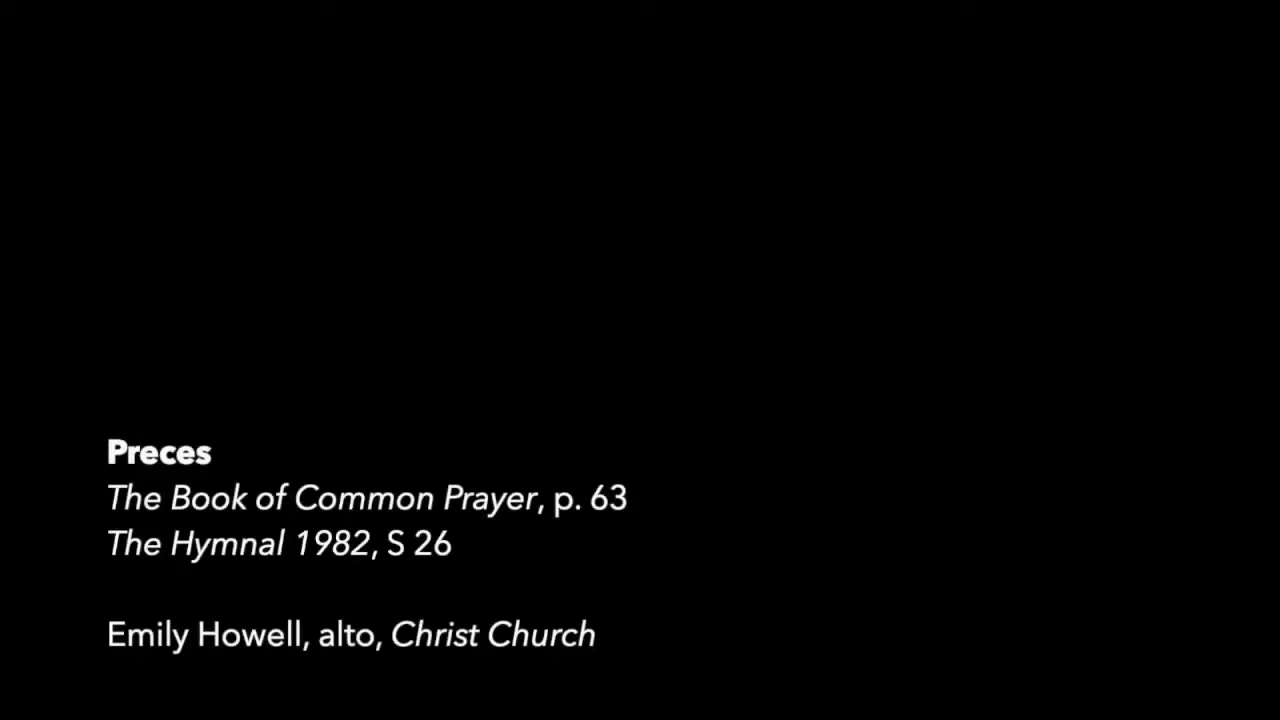 Preces
The Book of Common Prayer, p. 63
The Hymnal 1982, S 26
Emily Howell, alto, Christ Church